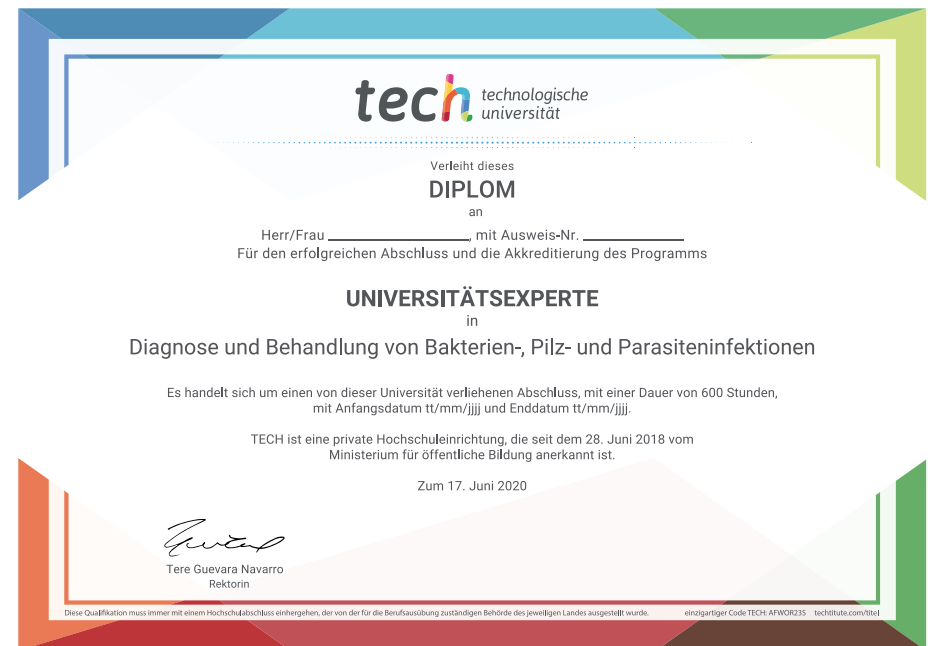 tech technologische
universität
Verleiht dieses
DIPLOM
an
Herr/Frau ____________________, mit Ausweis-Nr. ______________
Für den erfolgreichen Abschluss und die Akkreditierung des Programms
UNIVERSITÄTSEXPERTE
in
Diagnose und Behandlung von Bakterien-, Pilz- und Parasiteninfektionen
Es handelt sich um einen von dieser Universität verliehenen Abschluss, mit einer Dauer von 600 Stunden,
mit Anfangsdatum tt/mm/jjjj und Enddatum tt/mm/jjjj.
TECH ist eine private Hochschuleinrichtung, die seit dem 28. Juni 2018 vom
Ministerium für öffentliche Bildung anerkannt ist.
Zum 17. Juni 2020
Tere Guevara Navarro
Rektorin
Diese Qualifikation muss immer mit einem Hochschulabschluss einhergehen, der von der für die Berufsausübung zuständigen Behörde des jeweiligen Landes ausgestellt wurde. einzigartiger Code TECH: AFWOR235 techtitute.com/titel